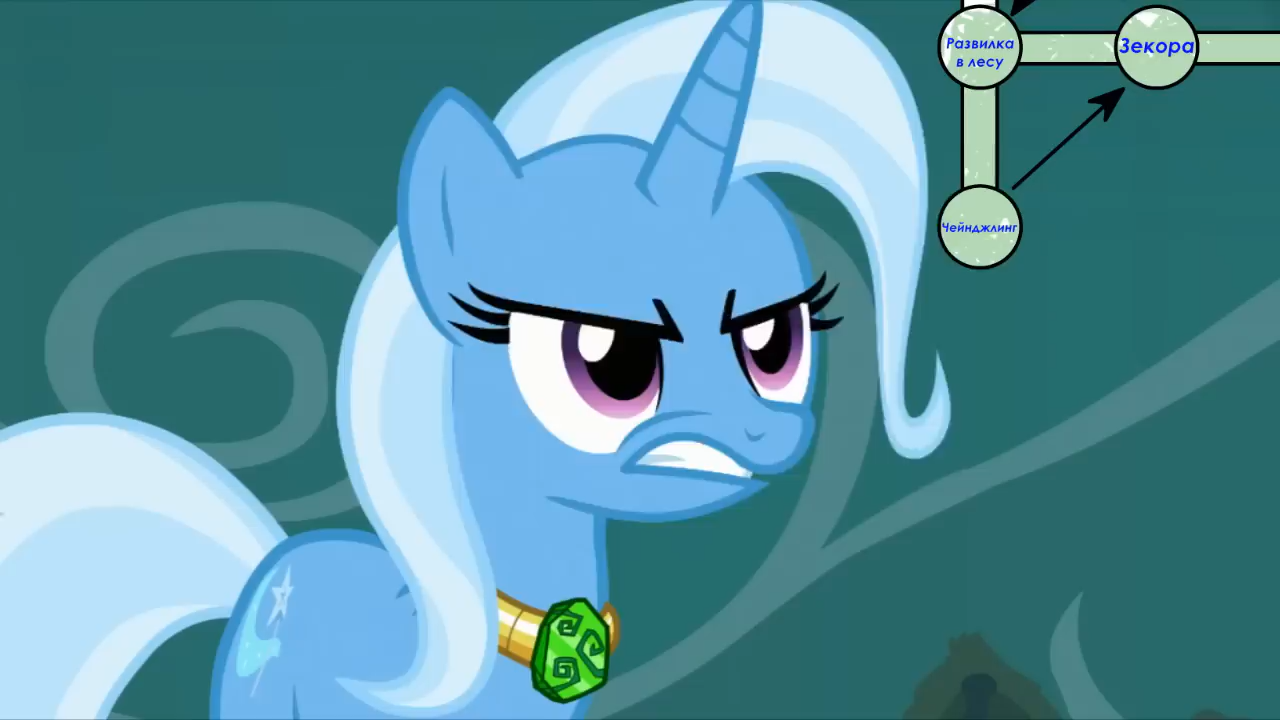 Развилка
в лесу
Зекора
Чейнджлинг